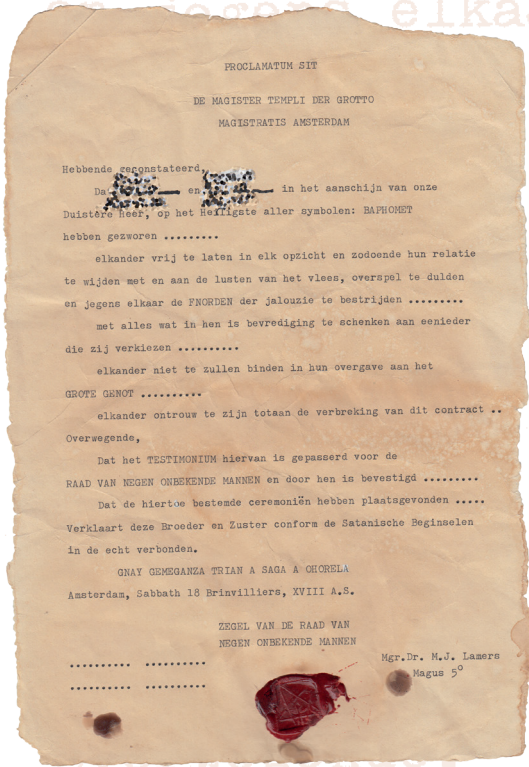 en jegens elka
PROCLAMATUM SIT
DE MAGISTER TEMPLI DER GROTTO
MAGISTRATIS AMSTERDAM
Hebbende geconstateerd,
Da en in het aanschijn van onze
Duistere heer, op het Heiligste aller symbolen: BAPHOMET
hebben gezworen .........
elkander vrij te laten in elk opzicht en zodoende hun relatie
te wijden met en aan de lusten van het vlees, overspel te dulden
en jegens elkaar de FNORDEN der jalouzie te bestrijden .........
met alles wat in hen is bevrediging te schenken aan eenieder
die zij verkiezen ..........
elkander niet te zullen binden in hun overgave aan het
GROTE GENOT ..........
elkander ontrouw te zijn totaan de verbreking van dit contract ..
Overwegende,
Dat het TESTIMONIUM hiervan is gepasserd voor de
RAAD VAN NEGEN ONBEKENDE MANNEN en door hen is bevestigd .........
Dat de hiertoe bestemde ceremoniën hebben plaatsgevonden .....
Verklaart deze Broeder en Zuster conform de Satanische Beginselen
in de echt verbonden.
GNAY GEMEGANZA TRIAN A SAGA A OHORELA
Amsterdam, Sabbath 18 Brinvilliers, XVIII A.S.
ZEGEL VAN DE RAAD VAN
NEGEN ONBEKENDE MANNEN
Mgr.Dr. M.J. Lamers
Magus 5°
.......... ..........
.......... ..........